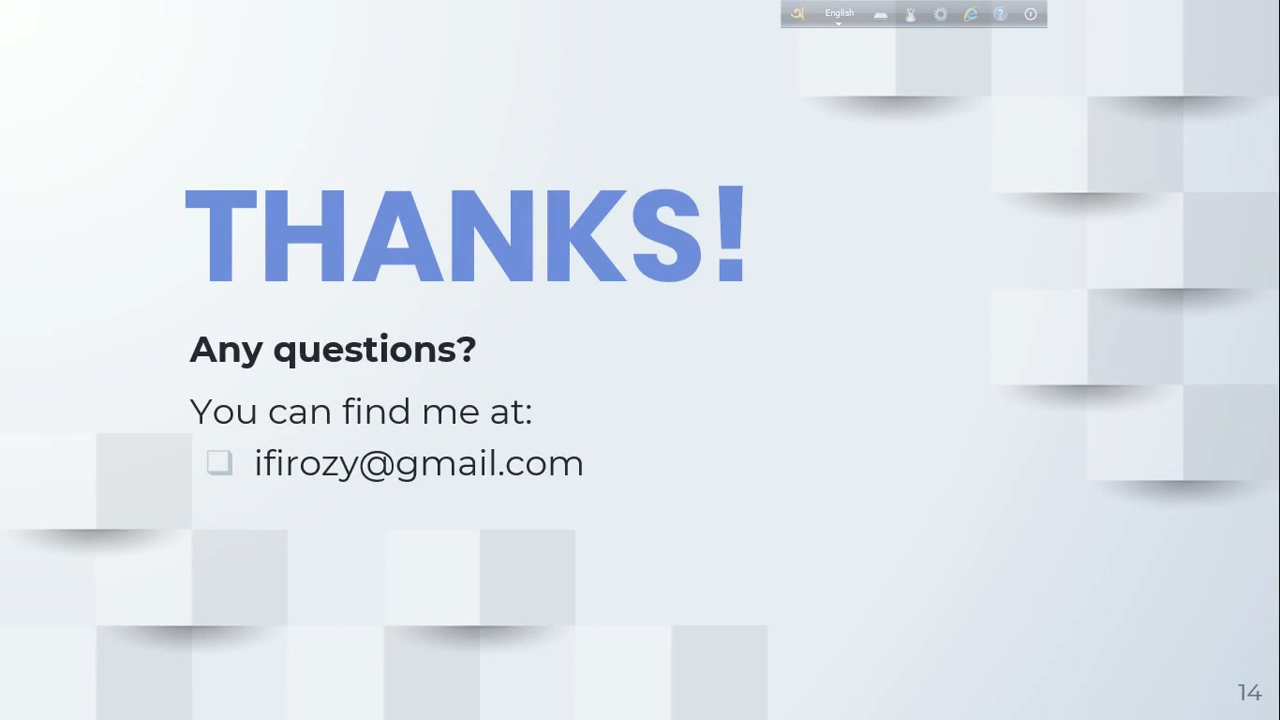 অ English
THANKS!
Any questions?
You can find me at:
❑ ifirozy@gmail.com
14